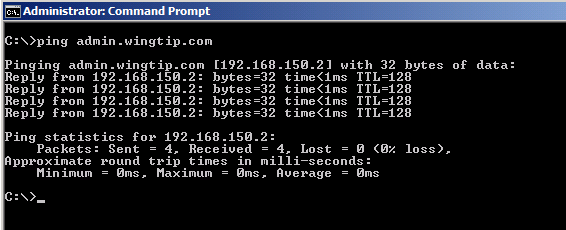 Administrator: Command Prompt
C:\>ping admin.wingtip.com
Pinging admin.wingtip.com [192.168.150.2] with 32 bytes of data:
Reply from 192.168.150.2: bytes=32 time<1ms TTL=128
Reply from 192.168.150.2: bytes=32 time<1ms TTL=128
Reply from 192.168.150.2: bytes=32 time<1ms TTL=128
Reply from 192.168.150.2: bytes=32 time<1ms TTL=128
Ping statistics for 192.168.150.2:
    Packets: Sent = 4, Received = 4, Lost = 0 (0% loss),
Approximate round trip times in milli-seconds:
    Minimum = 0ms, Maximum = 0ms, Average = 0ms
C:\>_